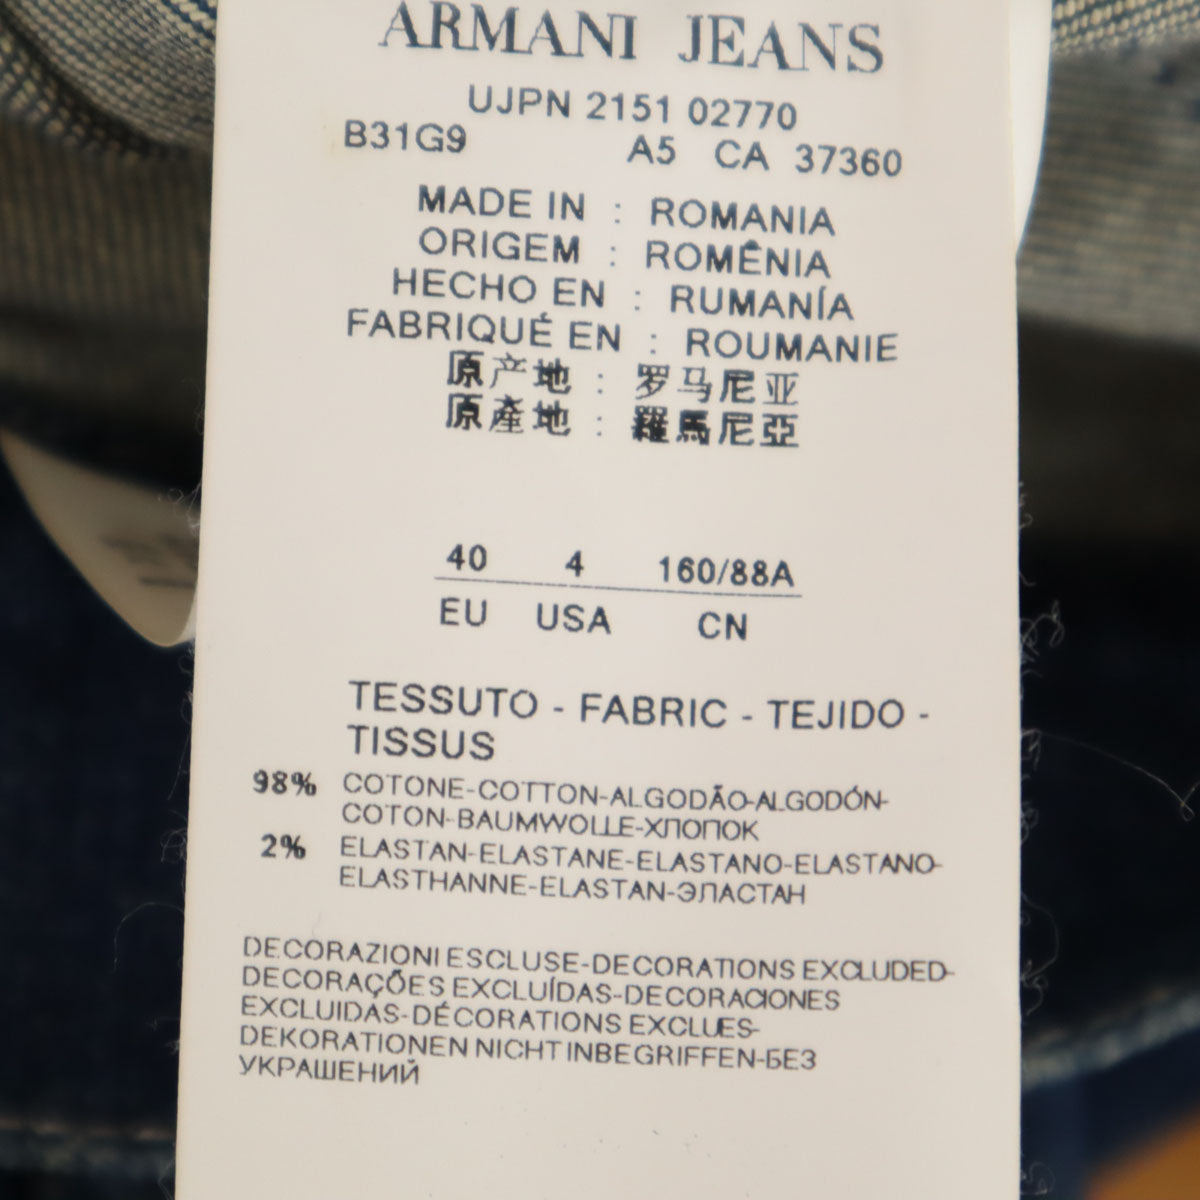 ARMANI JEANS
UJPN 2151 02770
B31G9 A5 CA 37360
MADE IN : ROMANIA
ORIGEM : ROMÊNIA
HECHO EN : RUMANÍA
FABRIQUÉ EN : ROUMANIE
原产地 : 罗马尼亚
原產地 : 羅馬尼亞
40 4 160/88A
EU USA CN
TESSUTO - FABRIC - TEJIDO -
TISSUS
98% COTONE-COTTON-ALGODÃO-ALGODÓN-
COTON-BAUMWOLLE-ХЛОПОК
2% ELASTAN-ELASTANE-ELASTANO-ELASTANO-
ELASTHANNE-ELASTAN-ЭЛАСТАН
DECORAZIONI ESCLUSE-DECORATIONS EXCLUDED-
DECORAÇÕES EXCLUÍDAS-DECORACIONES
EXCLUIDAS-DÉCORATIONS EXCLUES-
DEKORATIONEN NICHT INBEGRIFFEN-БЕЗ
УКРАШЕНИЙ